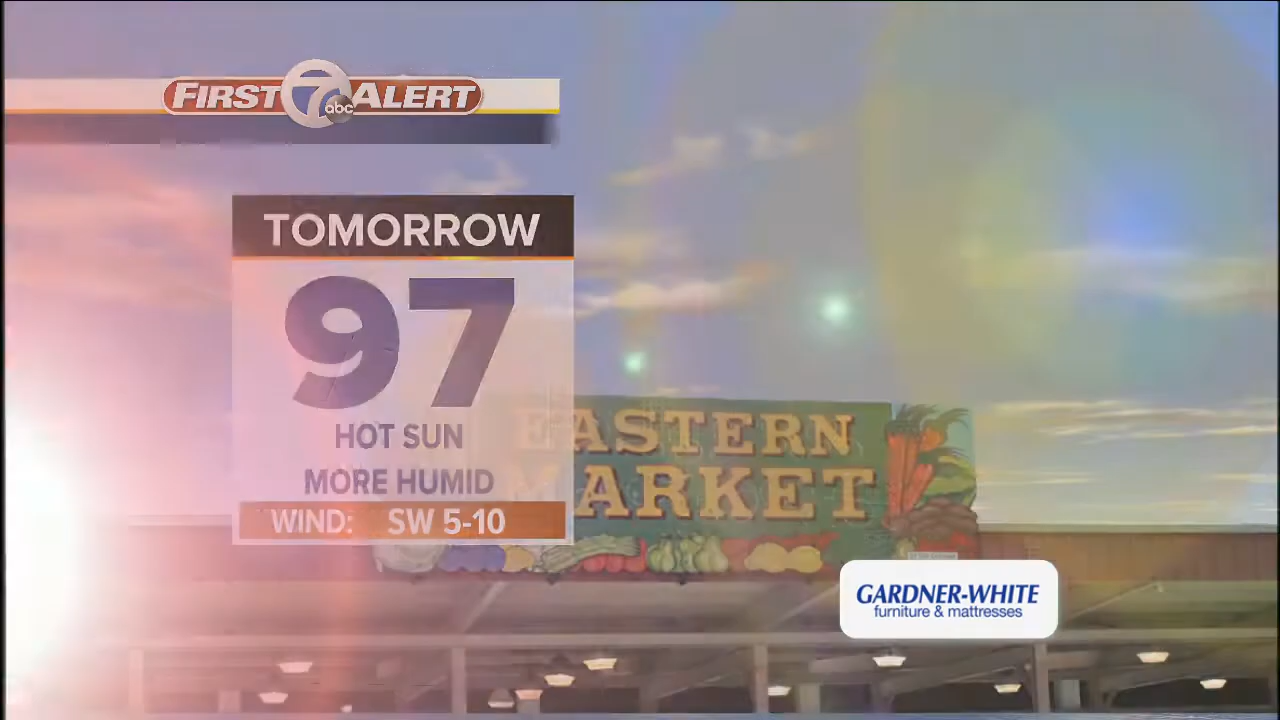 FIRST 7 abc ALERT
TOMORROW
97
HOT SUN
MORE HUMID
WIND: SW 5-10
EASTERN
MARKET
GARDNER-WHITE
furniture & mattresses